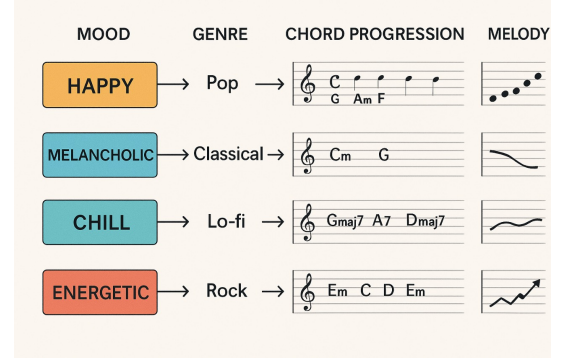 MOOD GENRE CHORD PROGRESSION MELODY
HAPPY Pop C
G Am F
MELANCHOLIC Classical Cm G
CHILL Lo-fi Gmaj7 A7 Dmaj7
ENERGETIC Rock Em C D Em